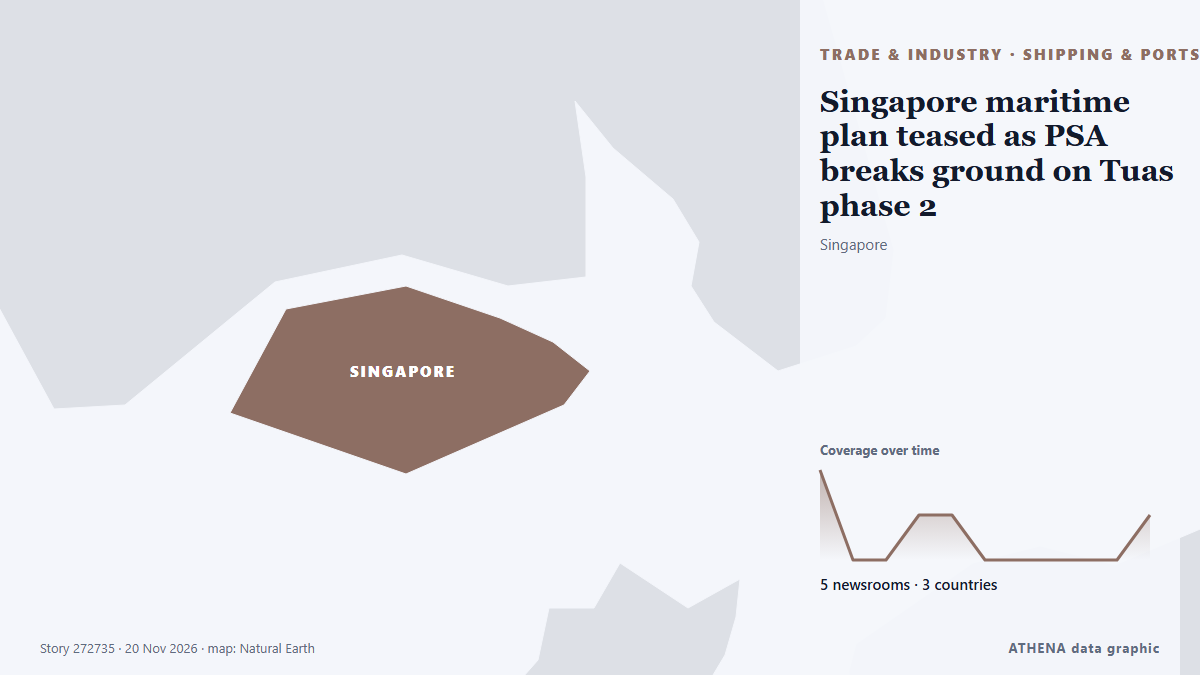 TRADE & INDUSTRY · SHIPPING & PORTS
Singapore maritime
plan teased as PSA
breaks ground on Tuas
phase 2
Singapore
SINGAPORE
Coverage over time
5 newsrooms · 3 countries
Story 272735 · 20 Nov 2026 · map: Natural Earth
ATHENA data graphic